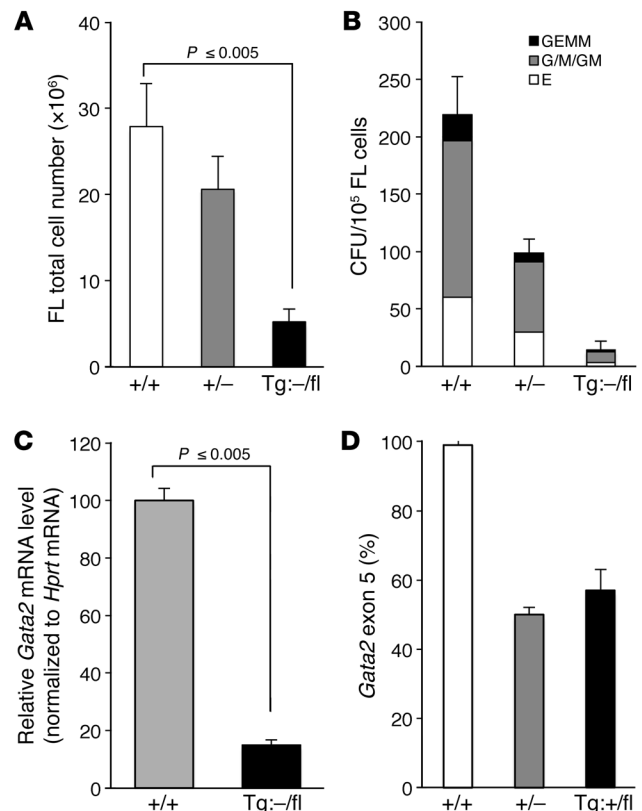 A
FL total cell number (×10⁶)
40
30
20
10
0
P ≤ 0.005
+/+ +/– Tg:–/fl
B
CFU/10⁵ FL cells
300
250
200
150
100
50
0
GEMM
G/M/GM
E
+/+ +/– Tg:–/fl
C
Relative Gata2 mRNA level
(normalized to Hprt mRNA)
120
100
80
60
40
20
0
P ≤ 0.005
+/+ Tg:–/fl
D
Gata2 exon 5 (%)
100
80
60
40
20
0
+/+ +/– Tg:+/fl